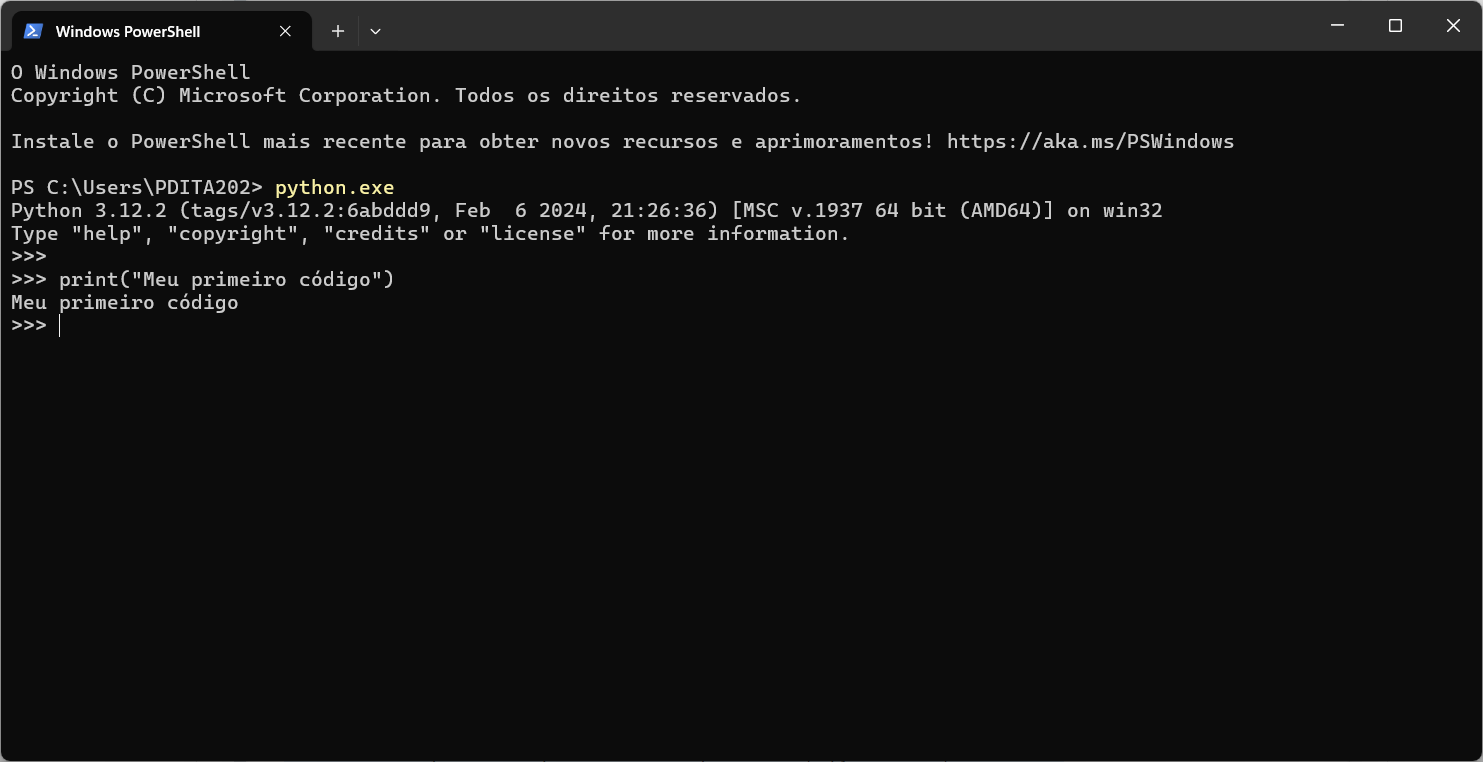 Windows PowerShell
O Windows PowerShell
Copyright (C) Microsoft Corporation. Todos os direitos reservados.
Instale o PowerShell mais recente para obter novos recursos e aprimoramentos! https://aka.ms/PSWindows
PS C:\Users\PDITA202> python.exe
Python 3.12.2 (tags/v3.12.2:6abddd9, Feb  6 2024, 21:26:36) [MSC v.1937 64 bit (AMD64)] on win32
Type "help", "copyright", "credits" or "license" for more information.
>>>
>>> print("Meu primeiro código")
Meu primeiro código
>>>